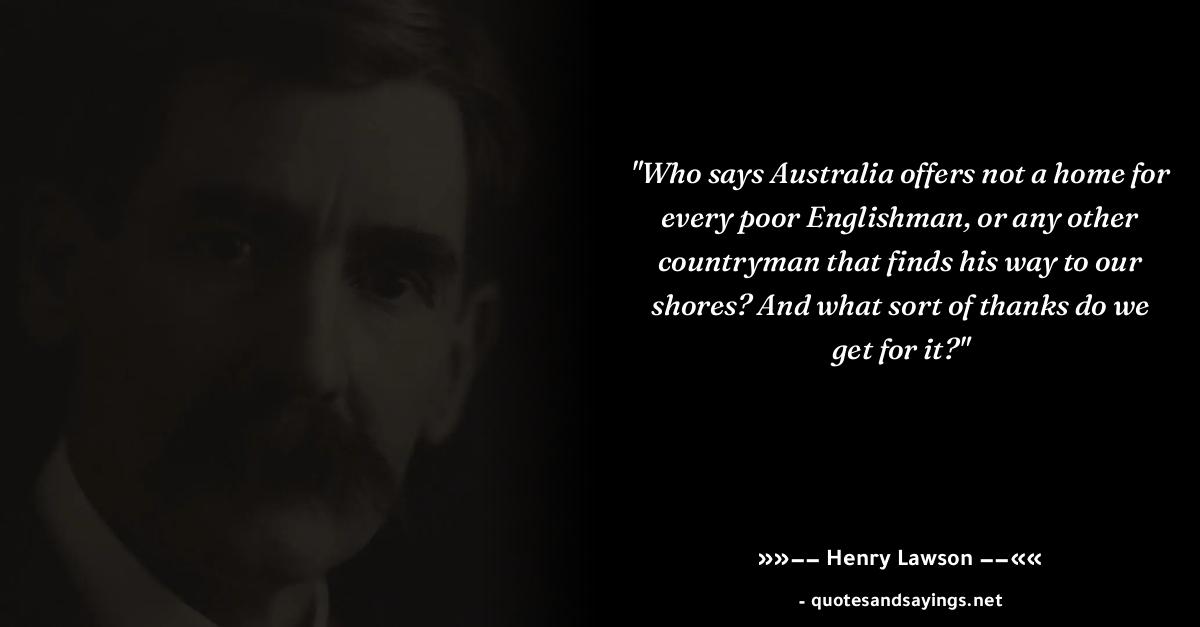 "Who says Australia offers not a home for
every poor Englishman, or any other
countryman that finds his way to our
shores? And what sort of thanks do we
get for it?"
»»–– Henry Lawson ––««
- quotesandsayings.net